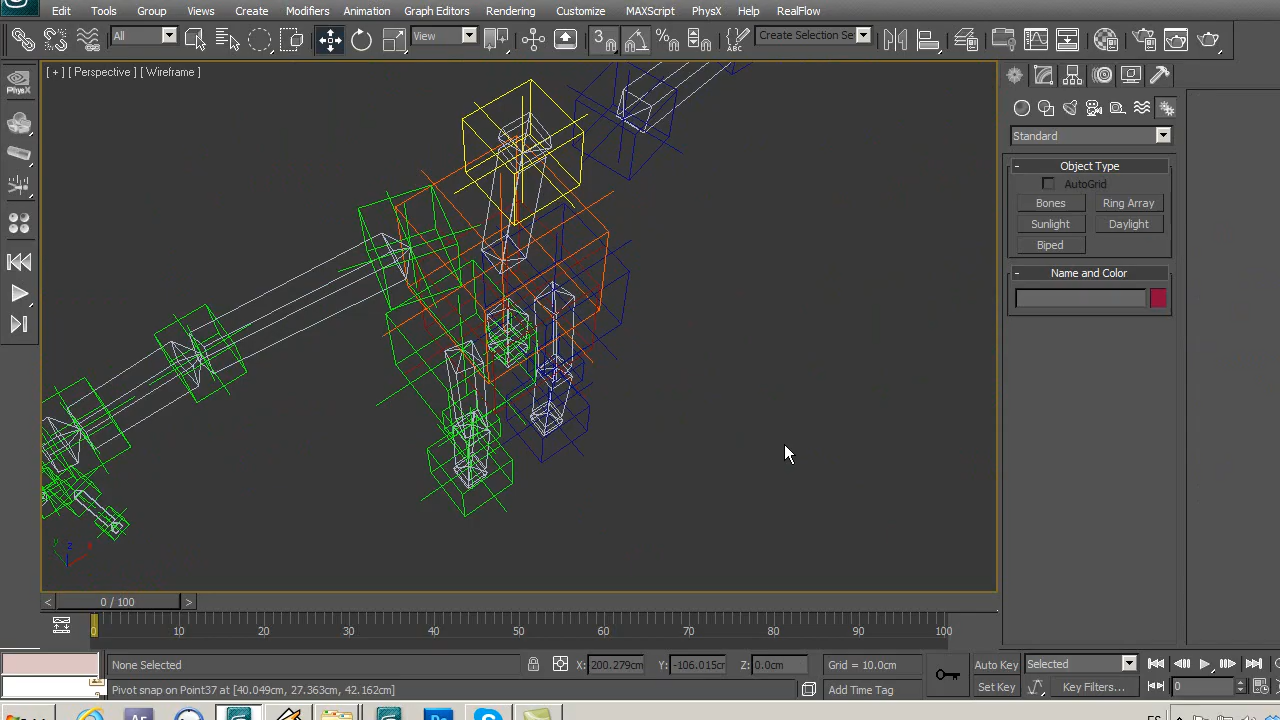 Edit Tools Group Views Create Modifiers Animation Graph Editors Rendering Customize MAXScript PhysX Help RealFlow
All View 3 Create Selection Se
[ + ] [ Perspective ] [ Wireframe ]
PhysX
Standard
- Object Type
AutoGrid
Bones Ring Array
Sunlight Daylight
Biped
- Name and Color
y z x
< 0 / 100 >
0 10 20 30 40 50 60 70 80 90 100
None Selected X: 200.279cm Y: -106.015cm Z: 0.0cm Grid = 10.0cm Auto Key Selected
Pivot snap on Point37 at [40.049cm, 27.363cm, 42.162cm] Add Time Tag Set Key Key Filters... 0